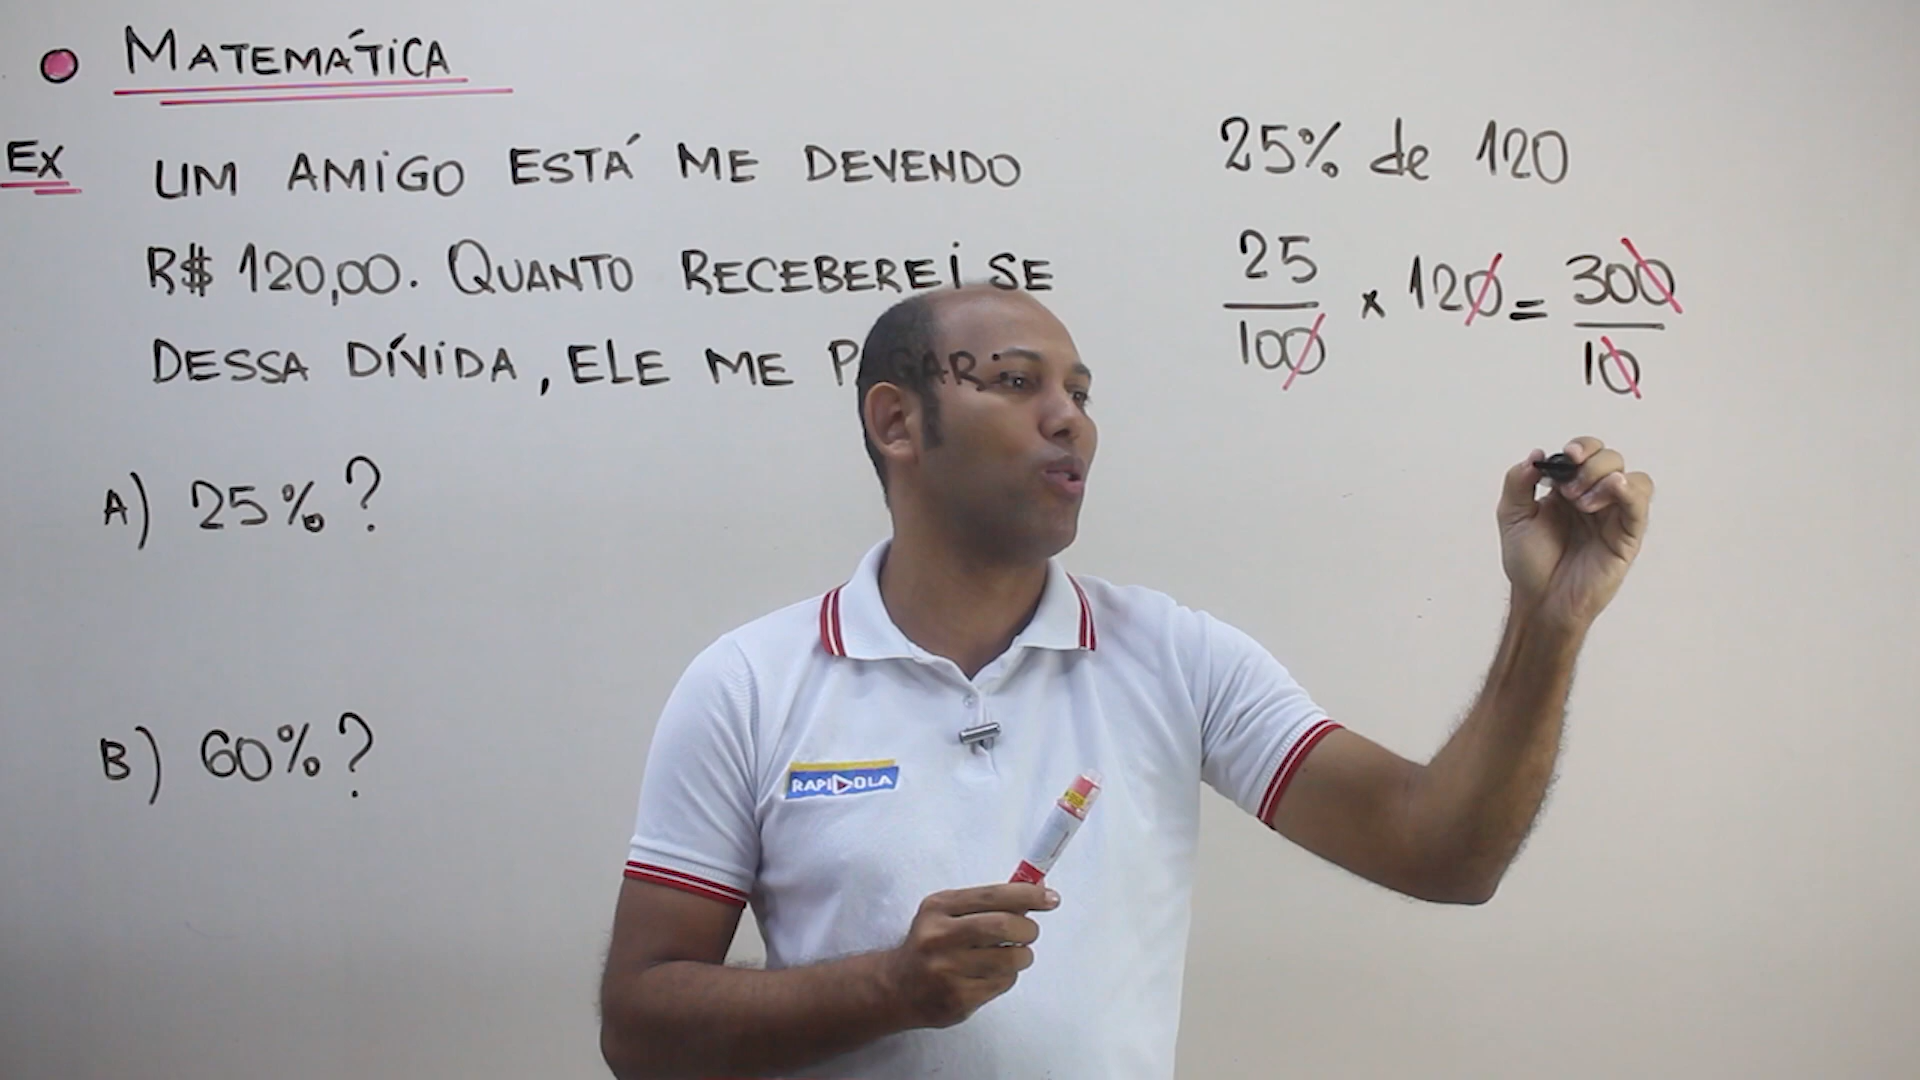 MATEMÁTICA
EX UM AMIGO ESTÁ ME DEVENDO
R$ 120,00. QUANTO RECEBEREI SE
DESSA DÍVIDA, ELE ME PAGAR:
A) 25%?
B) 60%?
25% de 120
25/100 x 120 = 300/10
RAPIDOLA